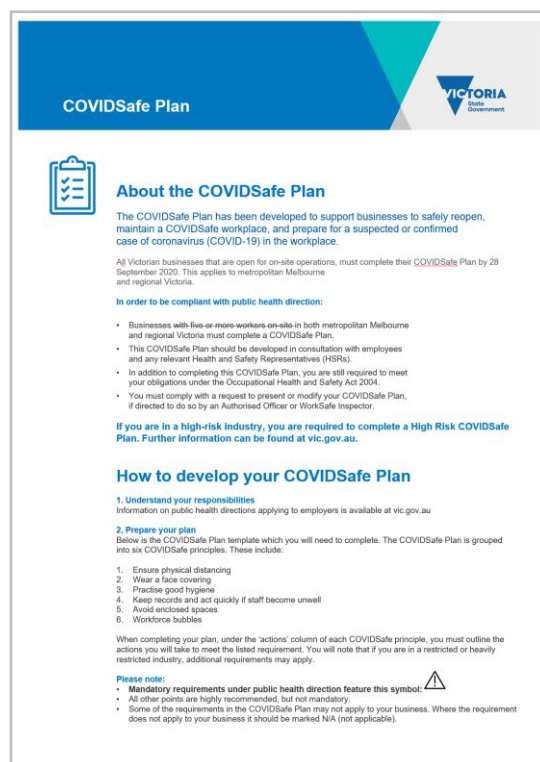 COVIDSafe Plan
VICTORIA
State
Government
About the COVIDSafe Plan
The COVIDSafe Plan has been developed to support businesses to safely reopen,
maintain a COVIDSafe workplace, and prepare for a suspected or confirmed
case of coronavirus (COVID-19) in the workplace.
All Victorian businesses that are open for on-site operations, must complete their COVIDSafe Plan by 28
September 2020. This applies to metropolitan Melbourne
and regional Victoria.
In order to be compliant with public health direction:
• Businesses with five or more workers on-site in both metropolitan Melbourne
and regional Victoria must complete a COVIDSafe Plan.
• This COVIDSafe Plan should be developed in consultation with employees
and any relevant Health and Safety Representatives (HSRs).
• In addition to completing this COVIDSafe Plan, you are still required to meet
your obligations under the Occupational Health and Safety Act 2004.
• You must comply with a request to present or modify your COVIDSafe Plan,
if directed to do so by an Authorised Officer or WorkSafe Inspector.
If you are in a high-risk industry, you are required to complete a High Risk COVIDSafe
Plan. Further information can be found at vic.gov.au.
How to develop your COVIDSafe Plan
1. Understand your responsibilities
Information on public health directions applying to employers is available at vic.gov.au
2. Prepare your plan
Below is the COVIDSafe Plan template which you will need to complete. The COVIDSafe Plan is grouped
into six COVIDSafe principles. These include:
1. Ensure physical distancing
2. Wear a face covering
3. Practise good hygiene
4. Keep records and act quickly if staff become unwell
5. Avoid enclosed spaces
6. Workforce bubbles
When completing your plan, under the 'actions' column of each COVIDSafe principle, you must outline the
actions you will take to meet the listed requirement. You will note that if you are in a restricted or heavily
restricted industry, additional requirements may apply.
Please note:
• Mandatory requirements under public health direction feature this symbol:
• All other points are highly recommended, but not mandatory.
• Some of the requirements in the COVIDSafe Plan may not apply to your business. Where the requirement
does not apply to your business it should be marked N/A (not applicable).